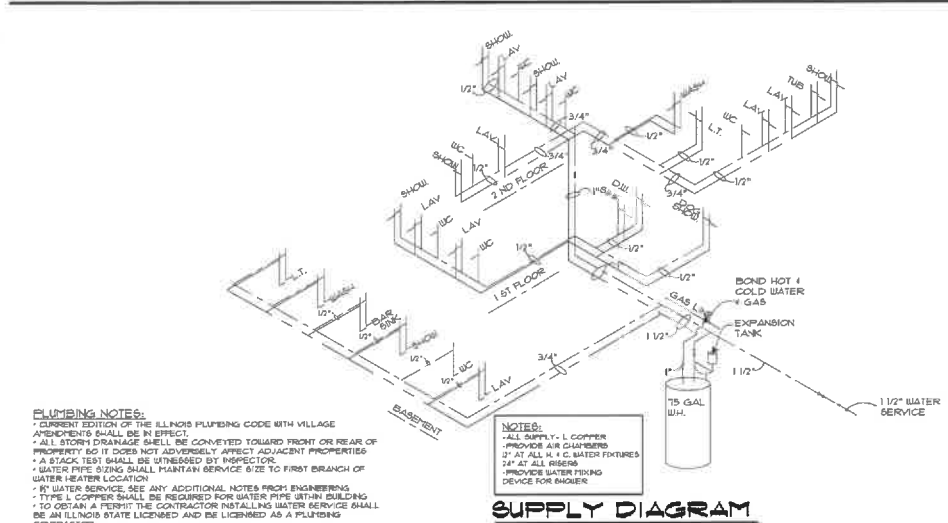 SHOW.
LAV
WC
SHOW.
LAV
WC
1/2"
3/4"
WASH
1/2"
3/4"
L.T.
WC
LAV
LAV
TUB
SHOW.
1/2"
3/4"
1/2"
LAV
WC
SHOW.
1/2"
3/4"
2 ND FLOOR
SHOW.
LAV
WC
LAV
WC
1/2"
1 ST FLOOR
1"
D.W.
1/2"
DOG
SHOW.
1/2"
L.T.
WASH
BAR
SINK
SHOW.
WC
LAV
1/2"
1/2"
1/2"
1/2"
1/2"
3/4"
BASEMENT
GAS
BOND HOT &
COLD WATER
& GAS
EXPANSION
TANK
1 1/2"
1"
1 1/2"
75 GAL
W.H.
1 1/2" WATER
SERVICE
PLUMBING NOTES:
• CURRENT EDITION OF THE ILLINOIS PLUMBING CODE WITH VILLAGE
AMENDMENTS SHALL BE IN EFFECT.
• ALL STORM DRAINAGE SHALL BE CONVEYED TOWARD FRONT OR REAR OF
PROPERTY SO IT DOES NOT ADVERSELY AFFECT ADJACENT PROPERTIES
• A STACK TEST SHALL BE WITNESSED BY INSPECTOR.
• WATER PIPE SIZING SHALL MAINTAIN SERVICE SIZE TO FIRST BRANCH OF
WATER HEATER LOCATION
WATER SERVICE, SEE ANY ADDITIONAL NOTES FROM ENGINEERING
• TYPE L COPPER SHALL BE REQUIRED FOR WATER PIPE WITHIN BUILDING
• TO OBTAIN A PERMIT THE CONTRACTOR INSTALLING WATER SERVICE SHALL
BE AN ILLINOIS STATE LICENSED AND BE LICENSED AS A PLUMBING
NOTES:
-ALL SUPPLY - L COPPER
-PROVIDE AIR CHAMBERS
12" AT ALL H. & C. WATER FIXTURES
24" AT ALL RISERS
-PROVIDE WATER MIXING
DEVICE FOR SHOWER
SUPPLY DIAGRAM